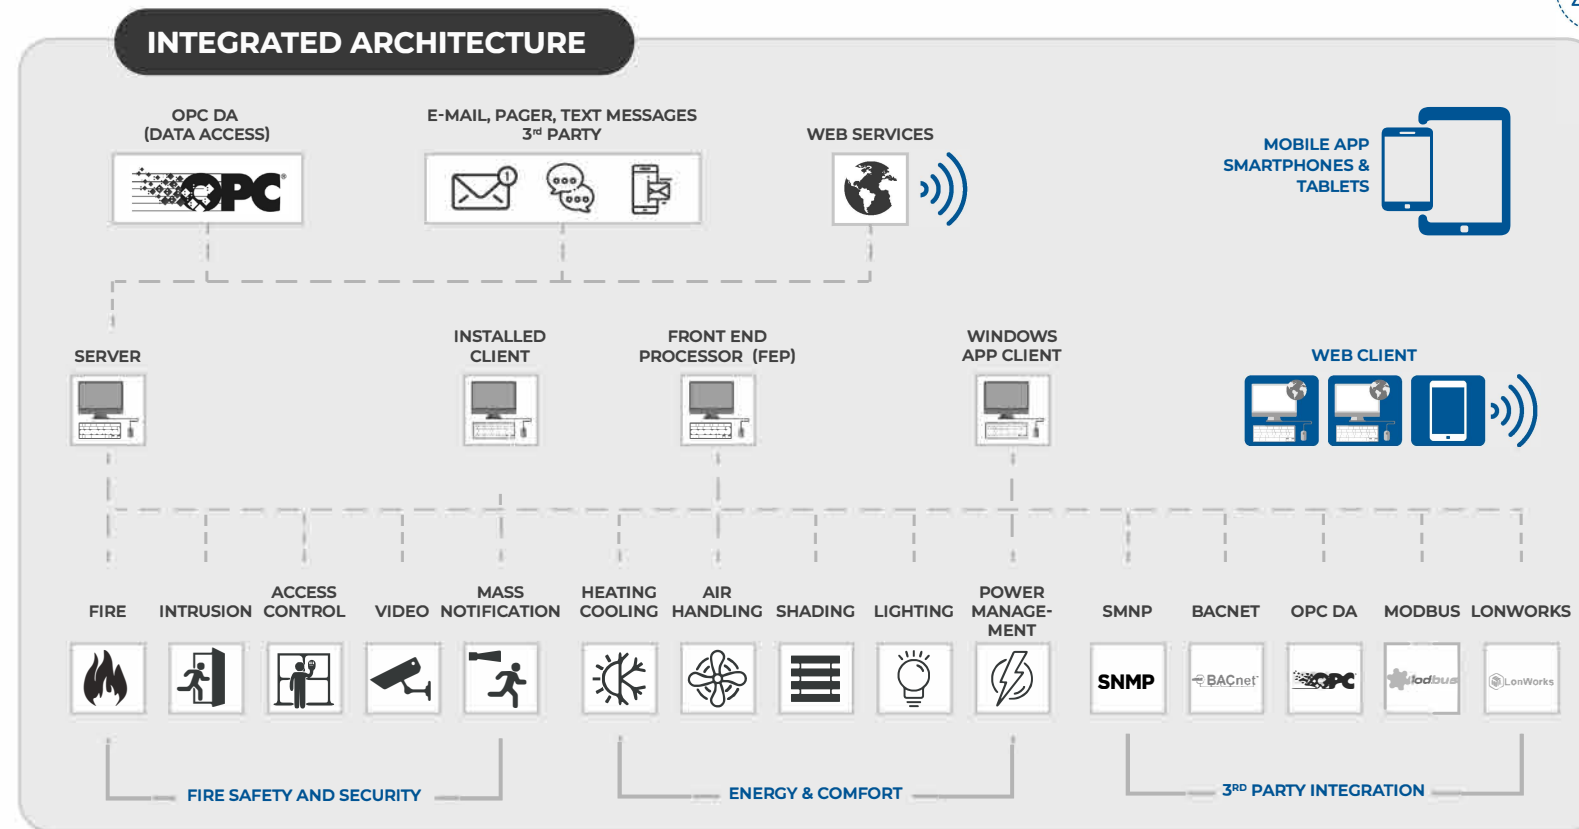 INTEGRATED ARCHITECTURE
OPC DA
(DATA ACCESS)
E-MAIL, PAGER, TEXT MESSAGES
3rd PARTY
WEB SERVICES
MOBILE APP
SMARTPHONES &
TABLETS
OPC
1
SERVER
INSTALLED
CLIENT
FRONT END
PROCESSOR (FEP)
WINDOWS
APP CLIENT
WEB CLIENT
FIRE
INTRUSION
ACCESS
CONTROL
VIDEO
MASS
NOTIFICATION
HEATING
COOLING
AIR
HANDLING
SHADING
LIGHTING
POWER
MANAGE-
MENT
SMNP
BACNET
OPC DA
MODBUS
LONWORKS
SNMP
BACnet
OPC
Modbus
LonWorks
FIRE SAFETY AND SECURITY
ENERGY & COMFORT
3RD PARTY INTEGRATION